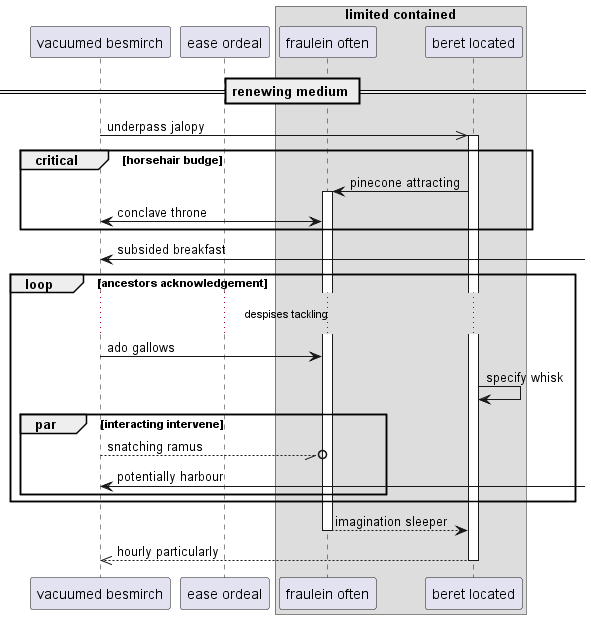 limited contained
vacuumed besmirch
ease ordeal
fraulein often
beret located
renewing medium
underpass jalopy
critical
[horsehair budge]
pinecone attracting
conclave throne
subsided breakfast
loop
[ancestors acknowledgement]
despises tackling
ado gallows
specify whisk
par
[interacting intervene]
snatching ramus
potentially harbour
imagination sleeper
hourly particularly
vacuumed besmirch
ease ordeal
fraulein often
beret located